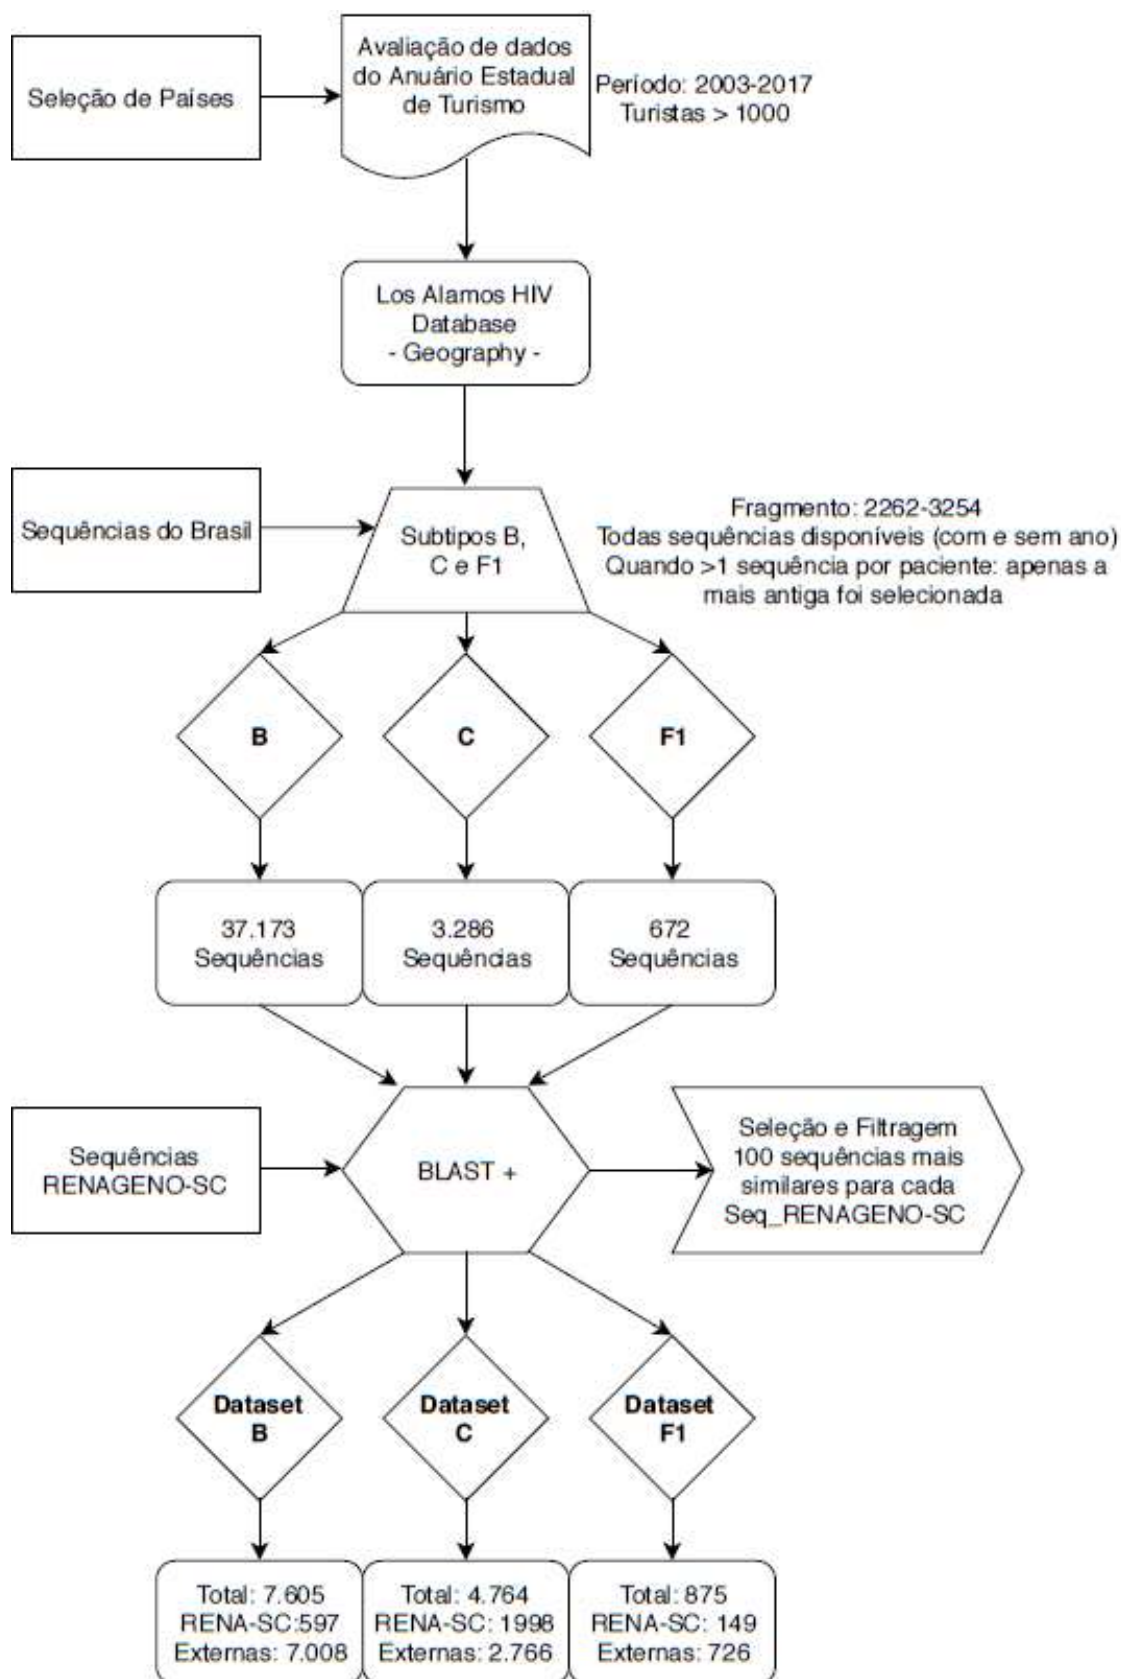 Seleção de Países
Avaliação de dados
do Anuário Estadual
de Turismo
Período: 2003-2017
Turistas > 1000
Los Alamos HIV
Database
- Geography -
Sequências do Brasil
Subtipos B,
C e F1
Fragmento: 2262-3254
Todas sequências disponíveis (com e sem ano)
Quando >1 sequência por paciente: apenas a
mais antiga foi selecionada
B
C
F1
37.173
Sequências
3.286
Sequências
672
Sequências
Sequências
RENAGENO-SC
BLAST +
Seleção e Filtragem
100 sequências mais
similares para cada
Seq_RENAGENO-SC
Dataset
B
Dataset
C
Dataset
F1
Total: 7.605
RENA-SC:597
Externas: 7.008
Total: 4.764
RENA-SC: 1998
Externas: 2.766
Total: 875
RENA-SC: 149
Externas: 726